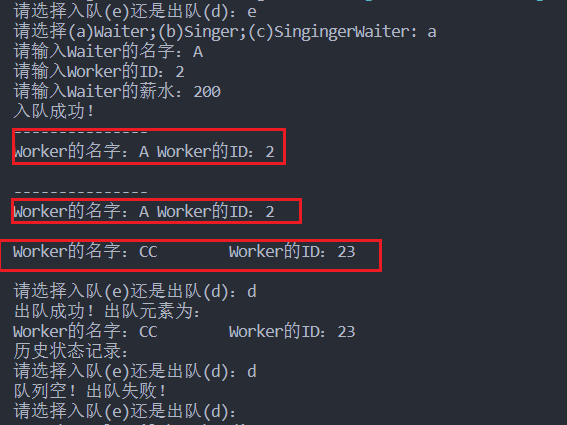 请选择入队(e)还是出队(d)：e
请选择(a)Waiter;(b)Singer;(c)SingingerWaiter: a
请输入Waiter的名字：A
请输入Worker的ID：2
请输入Waiter的薪水：200
入队成功！
---------------
Worker的名字：A Worker的ID：2
---------------
Worker的名字：A Worker的ID：2
Worker的名字：CC Worker的ID：23
请选择入队(e)还是出队(d)：d
出队成功！出队元素为：
Worker的名字：CC Worker的ID：23
历史状态记录：
请选择入队(e)还是出队(d)：d
队列空！出队失败！
请选择入队(e)还是出队(d)：